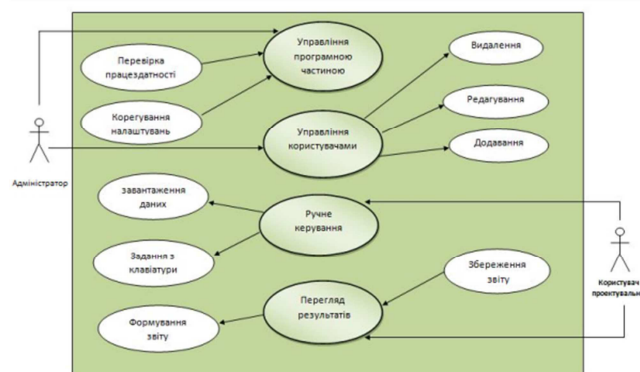 Управління
програмною
частиною
Видалення
Перевірка
працездатності
Редагування
Корегування
налаштувань
Управління
користувачами
Додавання
Адміністратор
завантаження
даних
Ручне
керування
Задання з
клавіатури
Збереження
звіту
Користувач
проектувальн
Перегляд
результатів
Формування
звіту